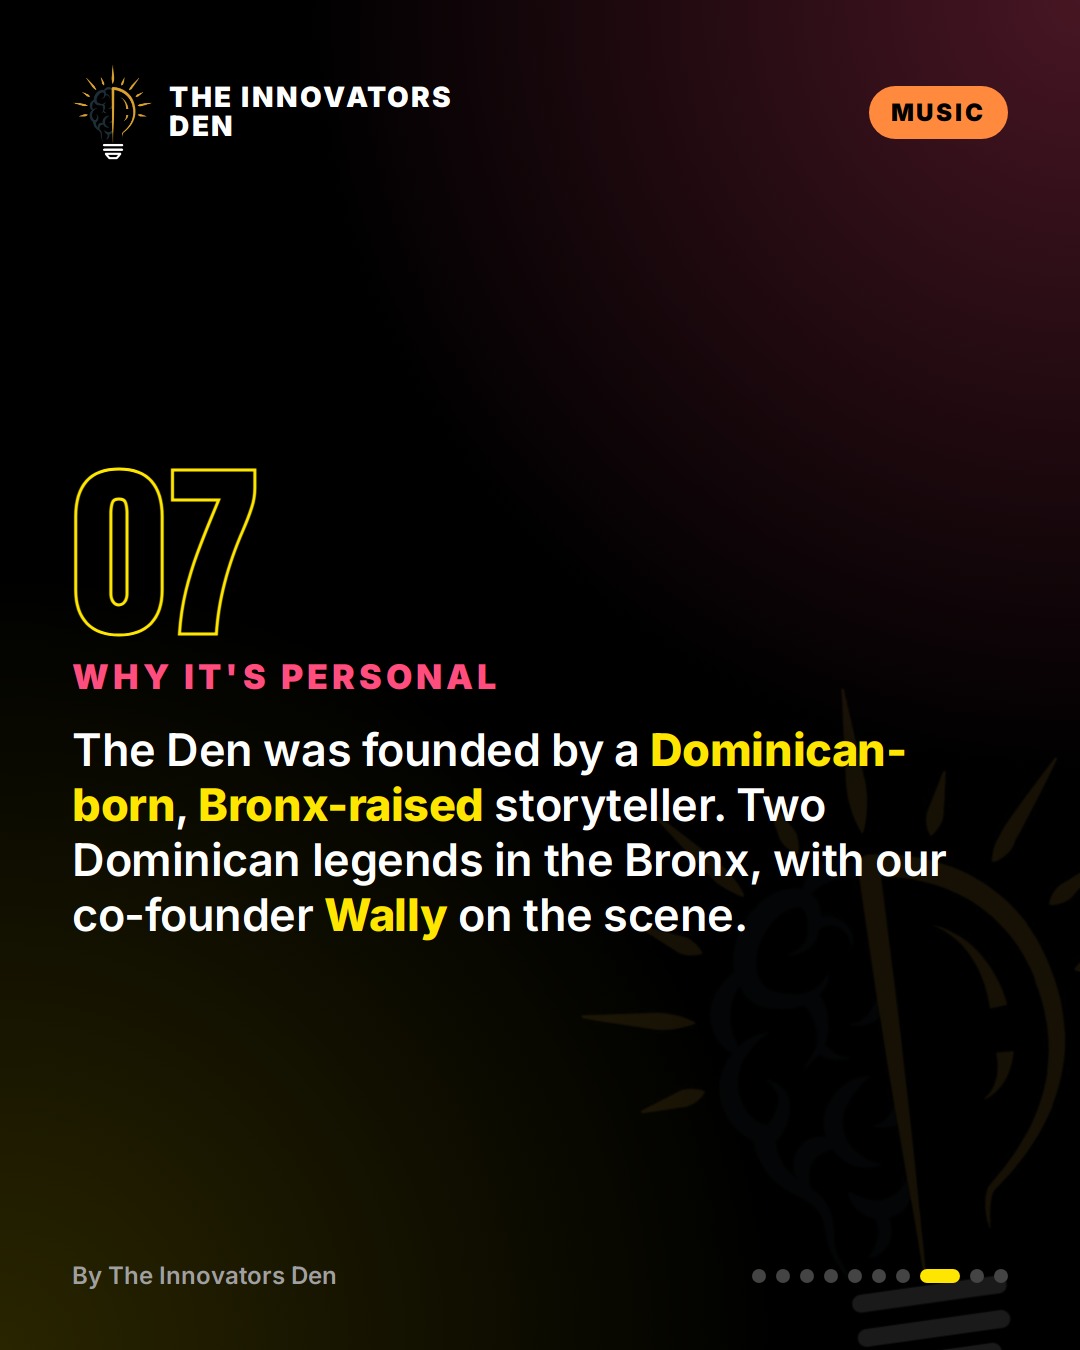 THE INNOVATORS
DEN
MUSIC
07
WHY IT'S PERSONAL
The Den was founded by a Dominican-
born, Bronx-raised storyteller. Two
Dominican legends in the Bronx, with our
co-founder Wally on the scene.
By The Innovators Den